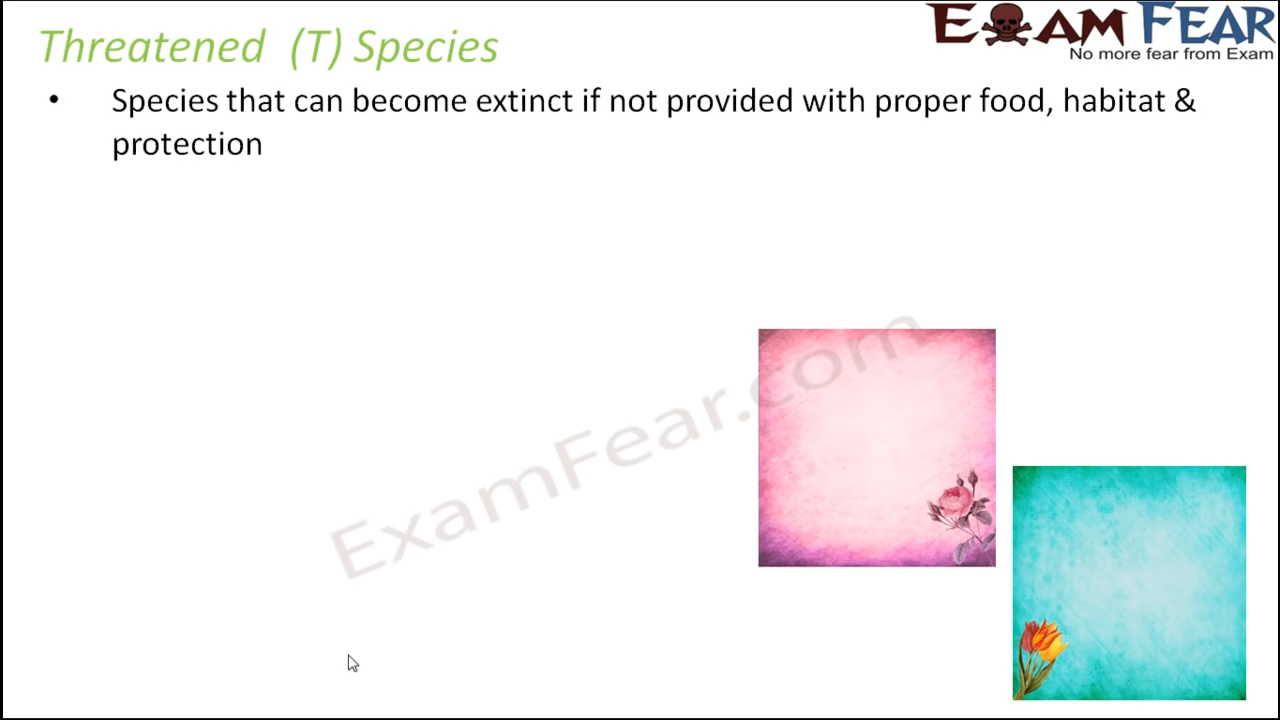 Threatened (T) Species
EXAM FEAR
No more fear from Exam
• Species that can become extinct if not provided with proper food, habitat &
protection
ExamFear.com